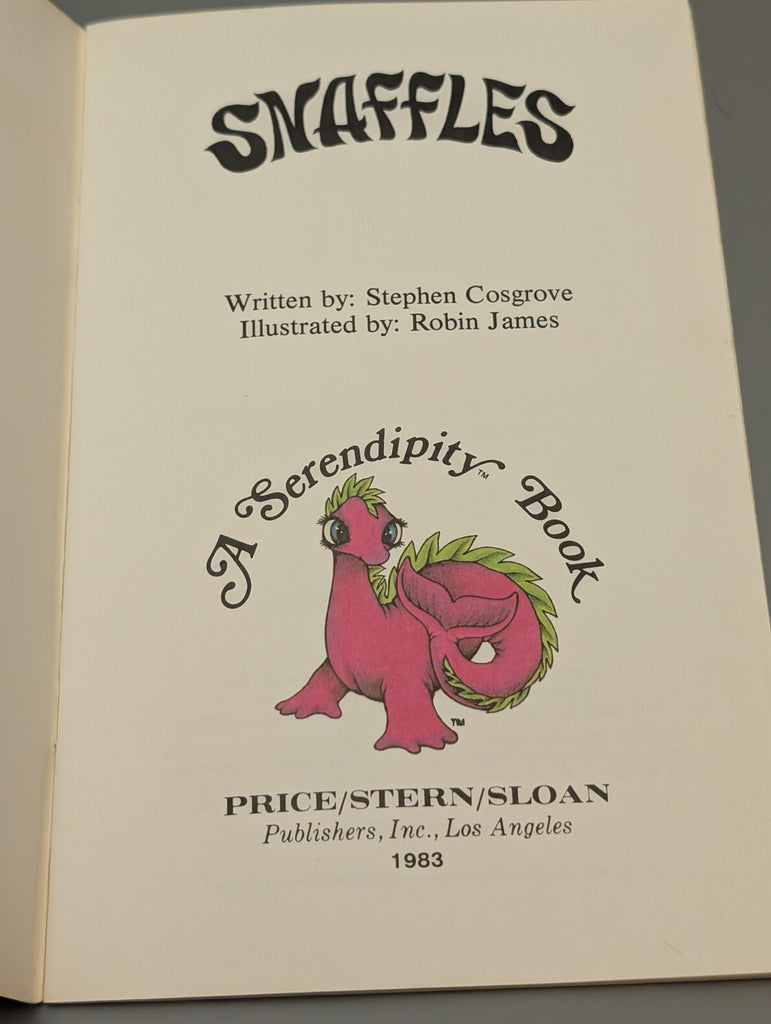 SNAFFLES
Written by: Stephen Cosgrove
Illustrated by: Robin James
A Serendipity™ Book
TM
PRICE/STERN/SLOAN
Publishers, Inc., Los Angeles
1983